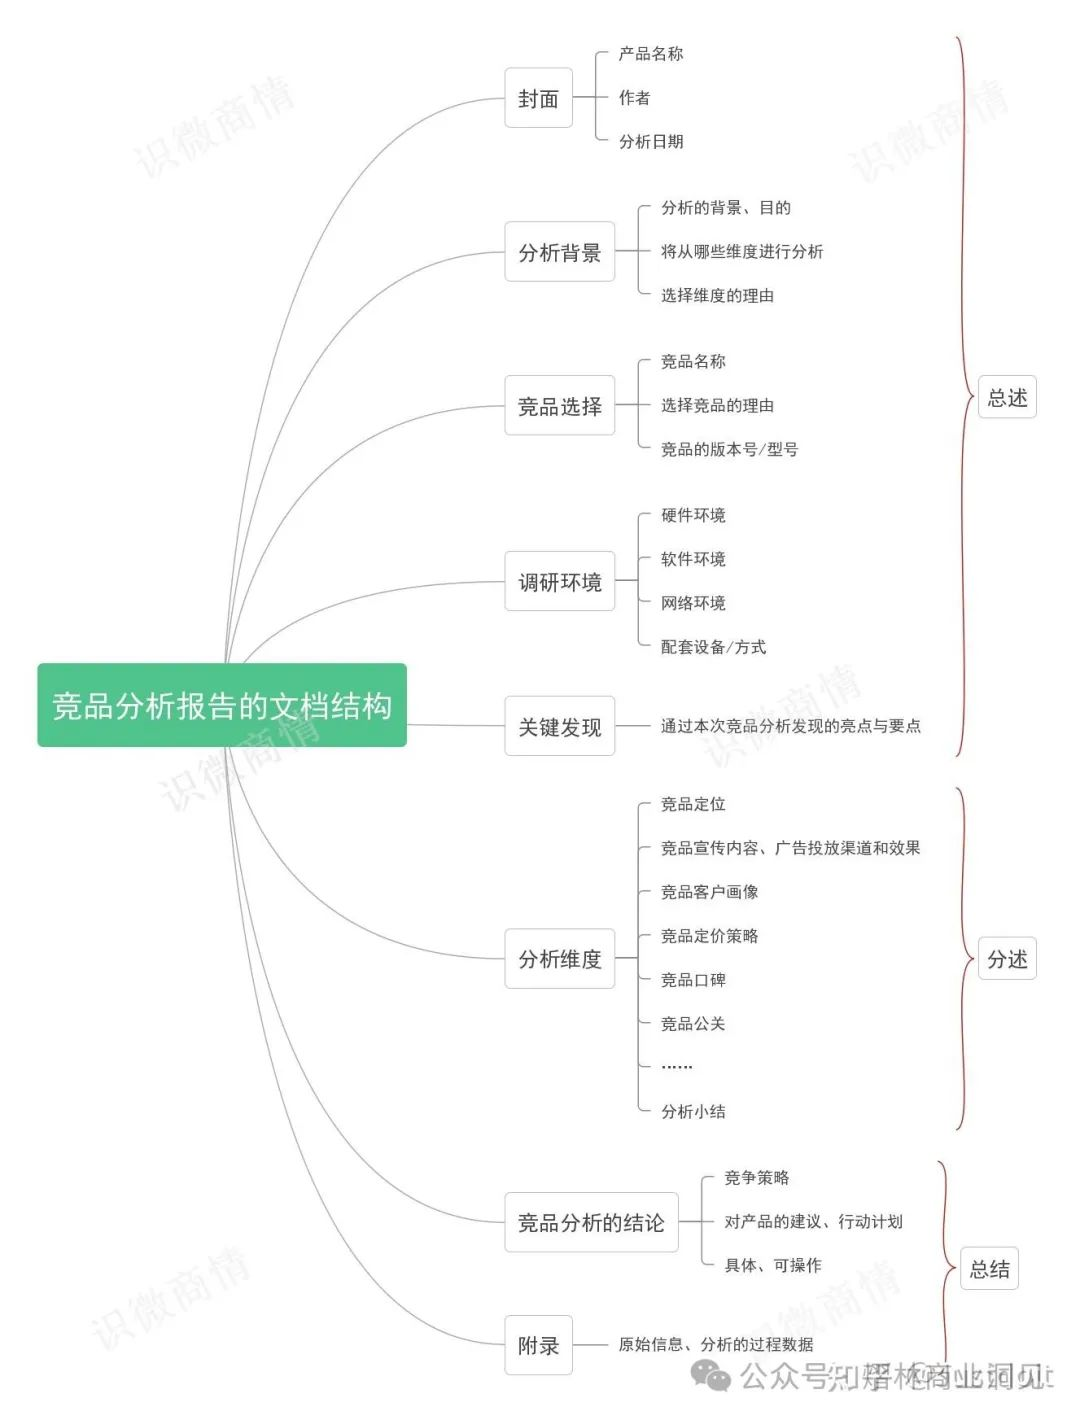 竞品分析报告的文档结构
封面
产品名称
作者
分析日期
分析背景
分析的背景、目的
将从哪些维度进行分析
选择维度的理由
竞品选择
竞品名称
选择竞品的理由
竞品的版本号/型号
调研环境
硬件环境
软件环境
网络环境
配套设备/方式
关键发现
通过本次竞品分析发现的亮点与要点
总述
分析维度
竞品定位
竞品宣传内容、广告投放渠道和效果
竞品客户画像
竞品定价策略
竞品口碑
竞品公关
……
分析小结
分述
竞品分析的结论
竞争策略
对产品的建议、行动计划
具体、可操作
附录
原始信息、分析的过程数据
总结
识微商情
识微商情
识微商情
识微商情
识微商情
识微商情
公众号
商业洞见